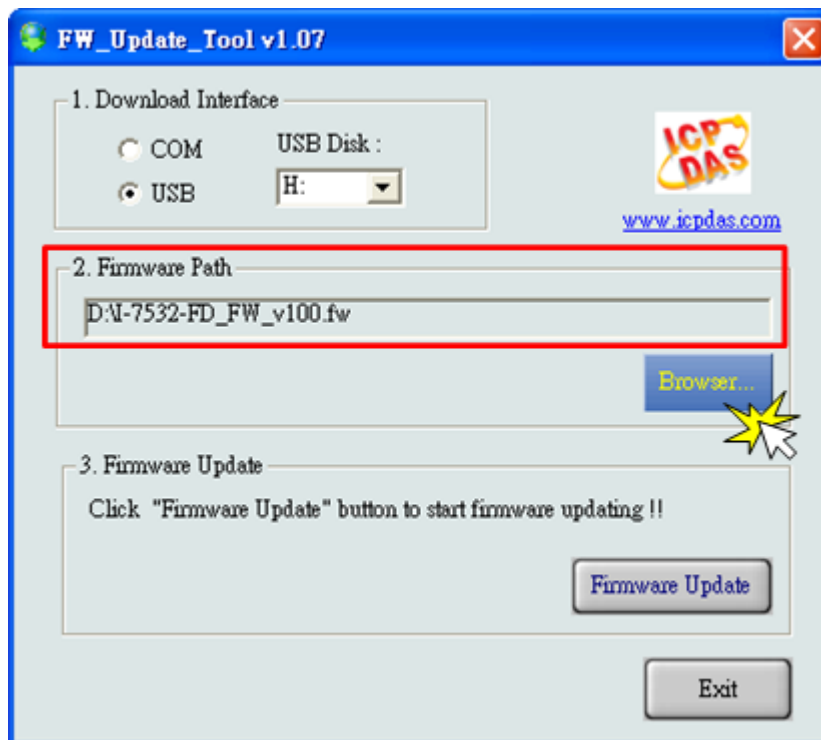 FW_Update_Tool v1.07
1. Download Interface
COM
USB Disk :
USB
H:
ICP
DAS
www.icpdas.com
2. Firmware Path
D:\I-7532-FD_FW_v100.fw
Browser...
3. Firmware Update
Click "Firmware Update" button to start firmware updating !!
Firmware Update
Exit